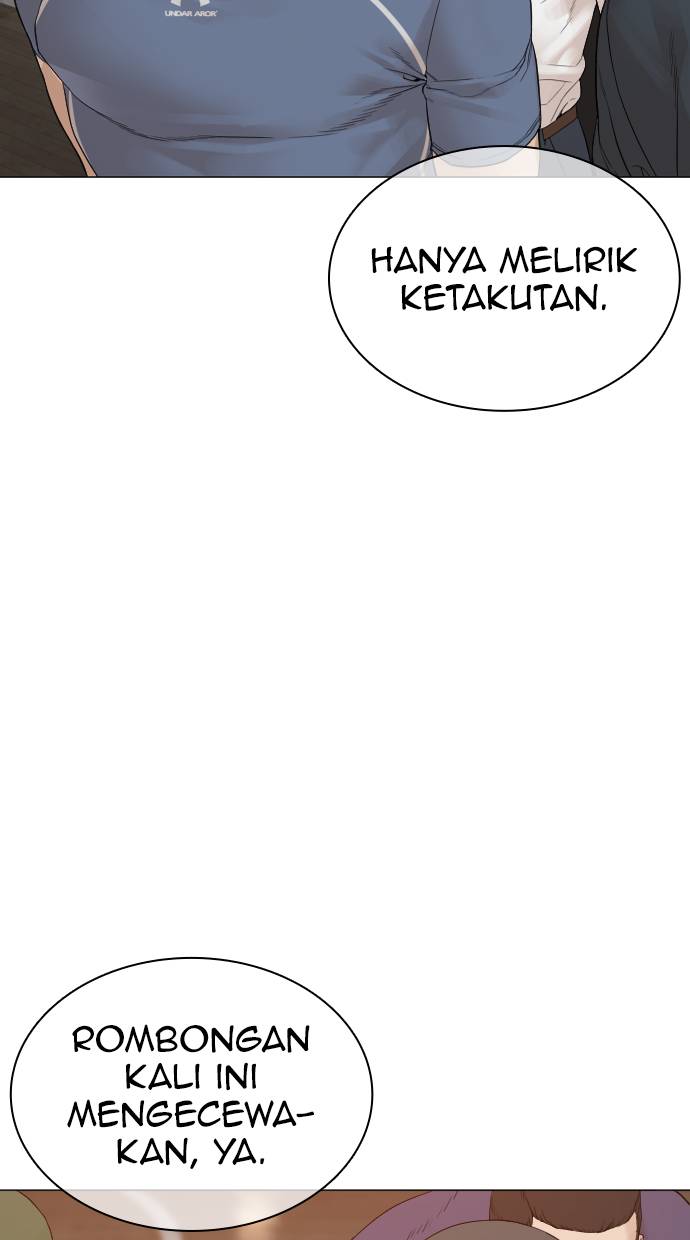 UNDAR AROR
HANYA MELIRIK
KETAKUTAN.
ROMBONGAN
KALI INI
MENGECEWA-
KAN, YA.